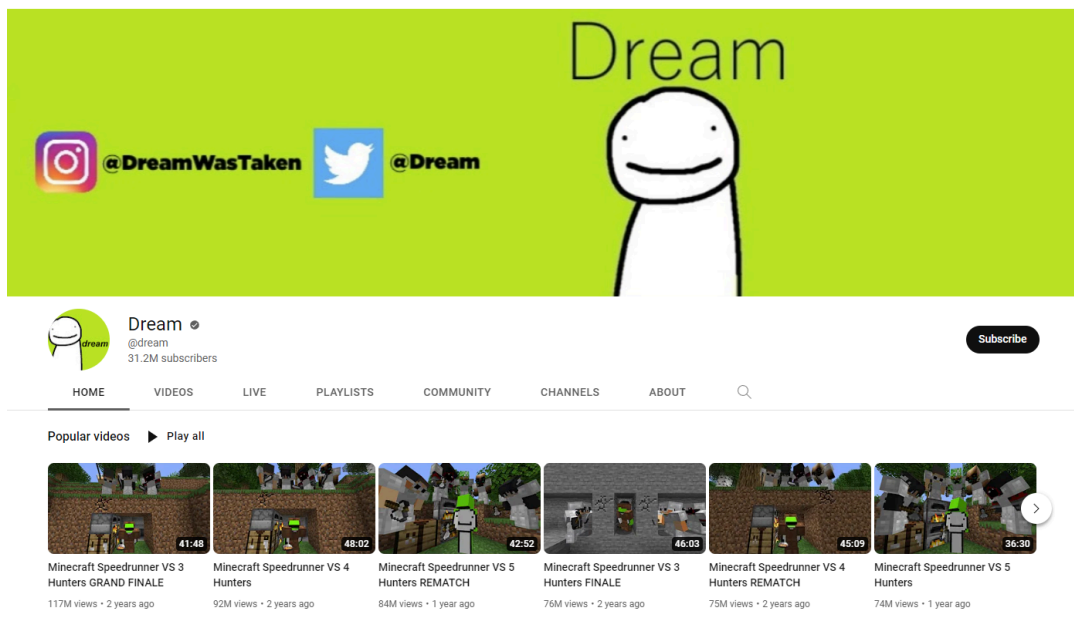 Dream
@DreamWasTaken @Dream
dream
Dream
@dream
31.2M subscribers
Subscribe
HOME VIDEOS LIVE PLAYLISTS COMMUNITY CHANNELS ABOUT
Popular videos Play all
41:48 48:02 42:52 46:03 45:09 36:30
Minecraft Speedrunner VS 3
Hunters GRAND FINALE
117M views • 2 years ago
Minecraft Speedrunner VS 4
Hunters
92M views • 2 years ago
Minecraft Speedrunner VS 5
Hunters REMATCH
84M views • 1 year ago
Minecraft Speedrunner VS 3
Hunters FINALE
76M views • 2 years ago
Minecraft Speedrunner VS 4
Hunters REMATCH
75M views • 2 years ago
Minecraft Speedrunner VS 5
Hunters
74M views • 1 year ago